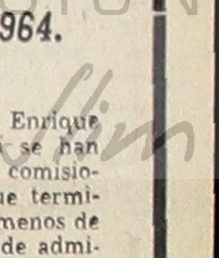 964.
Enrique
se han
comisio-
ue termi-
menos de
de admi-